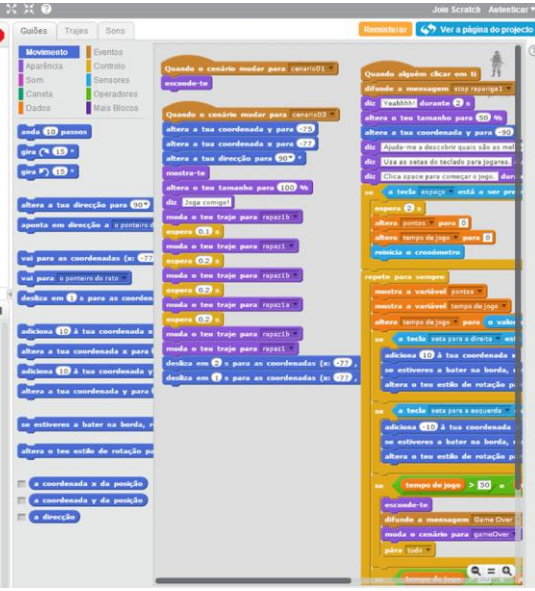 Join Scratch Autenticar
Guiões Trajes Sons
Remisturar Ver a página do projecto
Movimento Eventos
Aparência Controlo
Som Sensores
Caneta Operadores
Dados Mais Blocos
anda 10 passos
gira 15 °
gira 15 °
altera a tua direcção para 90
aponta em direcção a o ponteiro d
vai para as coordenadas (x: -77
vai para o ponteiro do rato
desliza em 1 s para as coorden
adiciona 10 à tua coordenada x
altera a tua coordenada x para
adiciona 10 à tua coordenada y
altera a tua coordenada y para
se estiveres a bater na borda,
altera o teu estilo de rotação pa
a coordenada x da posição
a coordenada y da posição
a direcção
Quando o cenário mudar para cenario01
esconde-te
Quando o cenário mudar para cenario03
altera a tua coordenada y para -75
altera a tua coordenada x para -77
altera a tua direcção para 90°
mostra-te
altera o teu tamanho para 100 %
diz Joga comigo!
muda o teu traje para rapaz1b
espera 0.1 s
muda o teu traje para rapaz1
espera 0.2 s
muda o teu traje para rapaz1b
espera 0.2 s
muda o teu traje para rapaz1a
espera 0.2 s
muda o teu traje para rapaz1b
muda o teu traje para rapaz1
desliza em 2 s para as coordenadas (x: -77 ,
desliza em 1 s para as coordenadas (x: -77 ,
Quando alguém clicar em ti
difunde a mensagem stop rapariga1
diz Yeahhhh! durante 2 s
altera o teu tamanho para 50 %
altera a tua coordenada y para -90
diz Ajuda-me a descobrir quais são as mel
diz Usa as setas do teclado para jogares.
diz Clica space para começar o jogo. dur
se a tecla espaço está a ser pre
espera 2 s
altera pontos para 0
altera tempo de jogo para 0
reinicia o cronómetro
repete para sempre
mostra a variável pontos
mostra a variável tempo de jogo
altera tempo de jogo para o valo
se a tecla seta para a direita est
adiciona 10 à tua coordenada x
se estiveres a bater na borda,
altera o teu estilo de rotação p
se a tecla seta para a esquerda
adiciona -10 à tua coordenada
se estiveres a bater na borda,
altera o teu estilo de rotação p
se tempo de jogo > 50 e
esconde-te
difunde a mensagem Game Over
muda o cenário para gameOver
pára tudo
se tempo de jogo